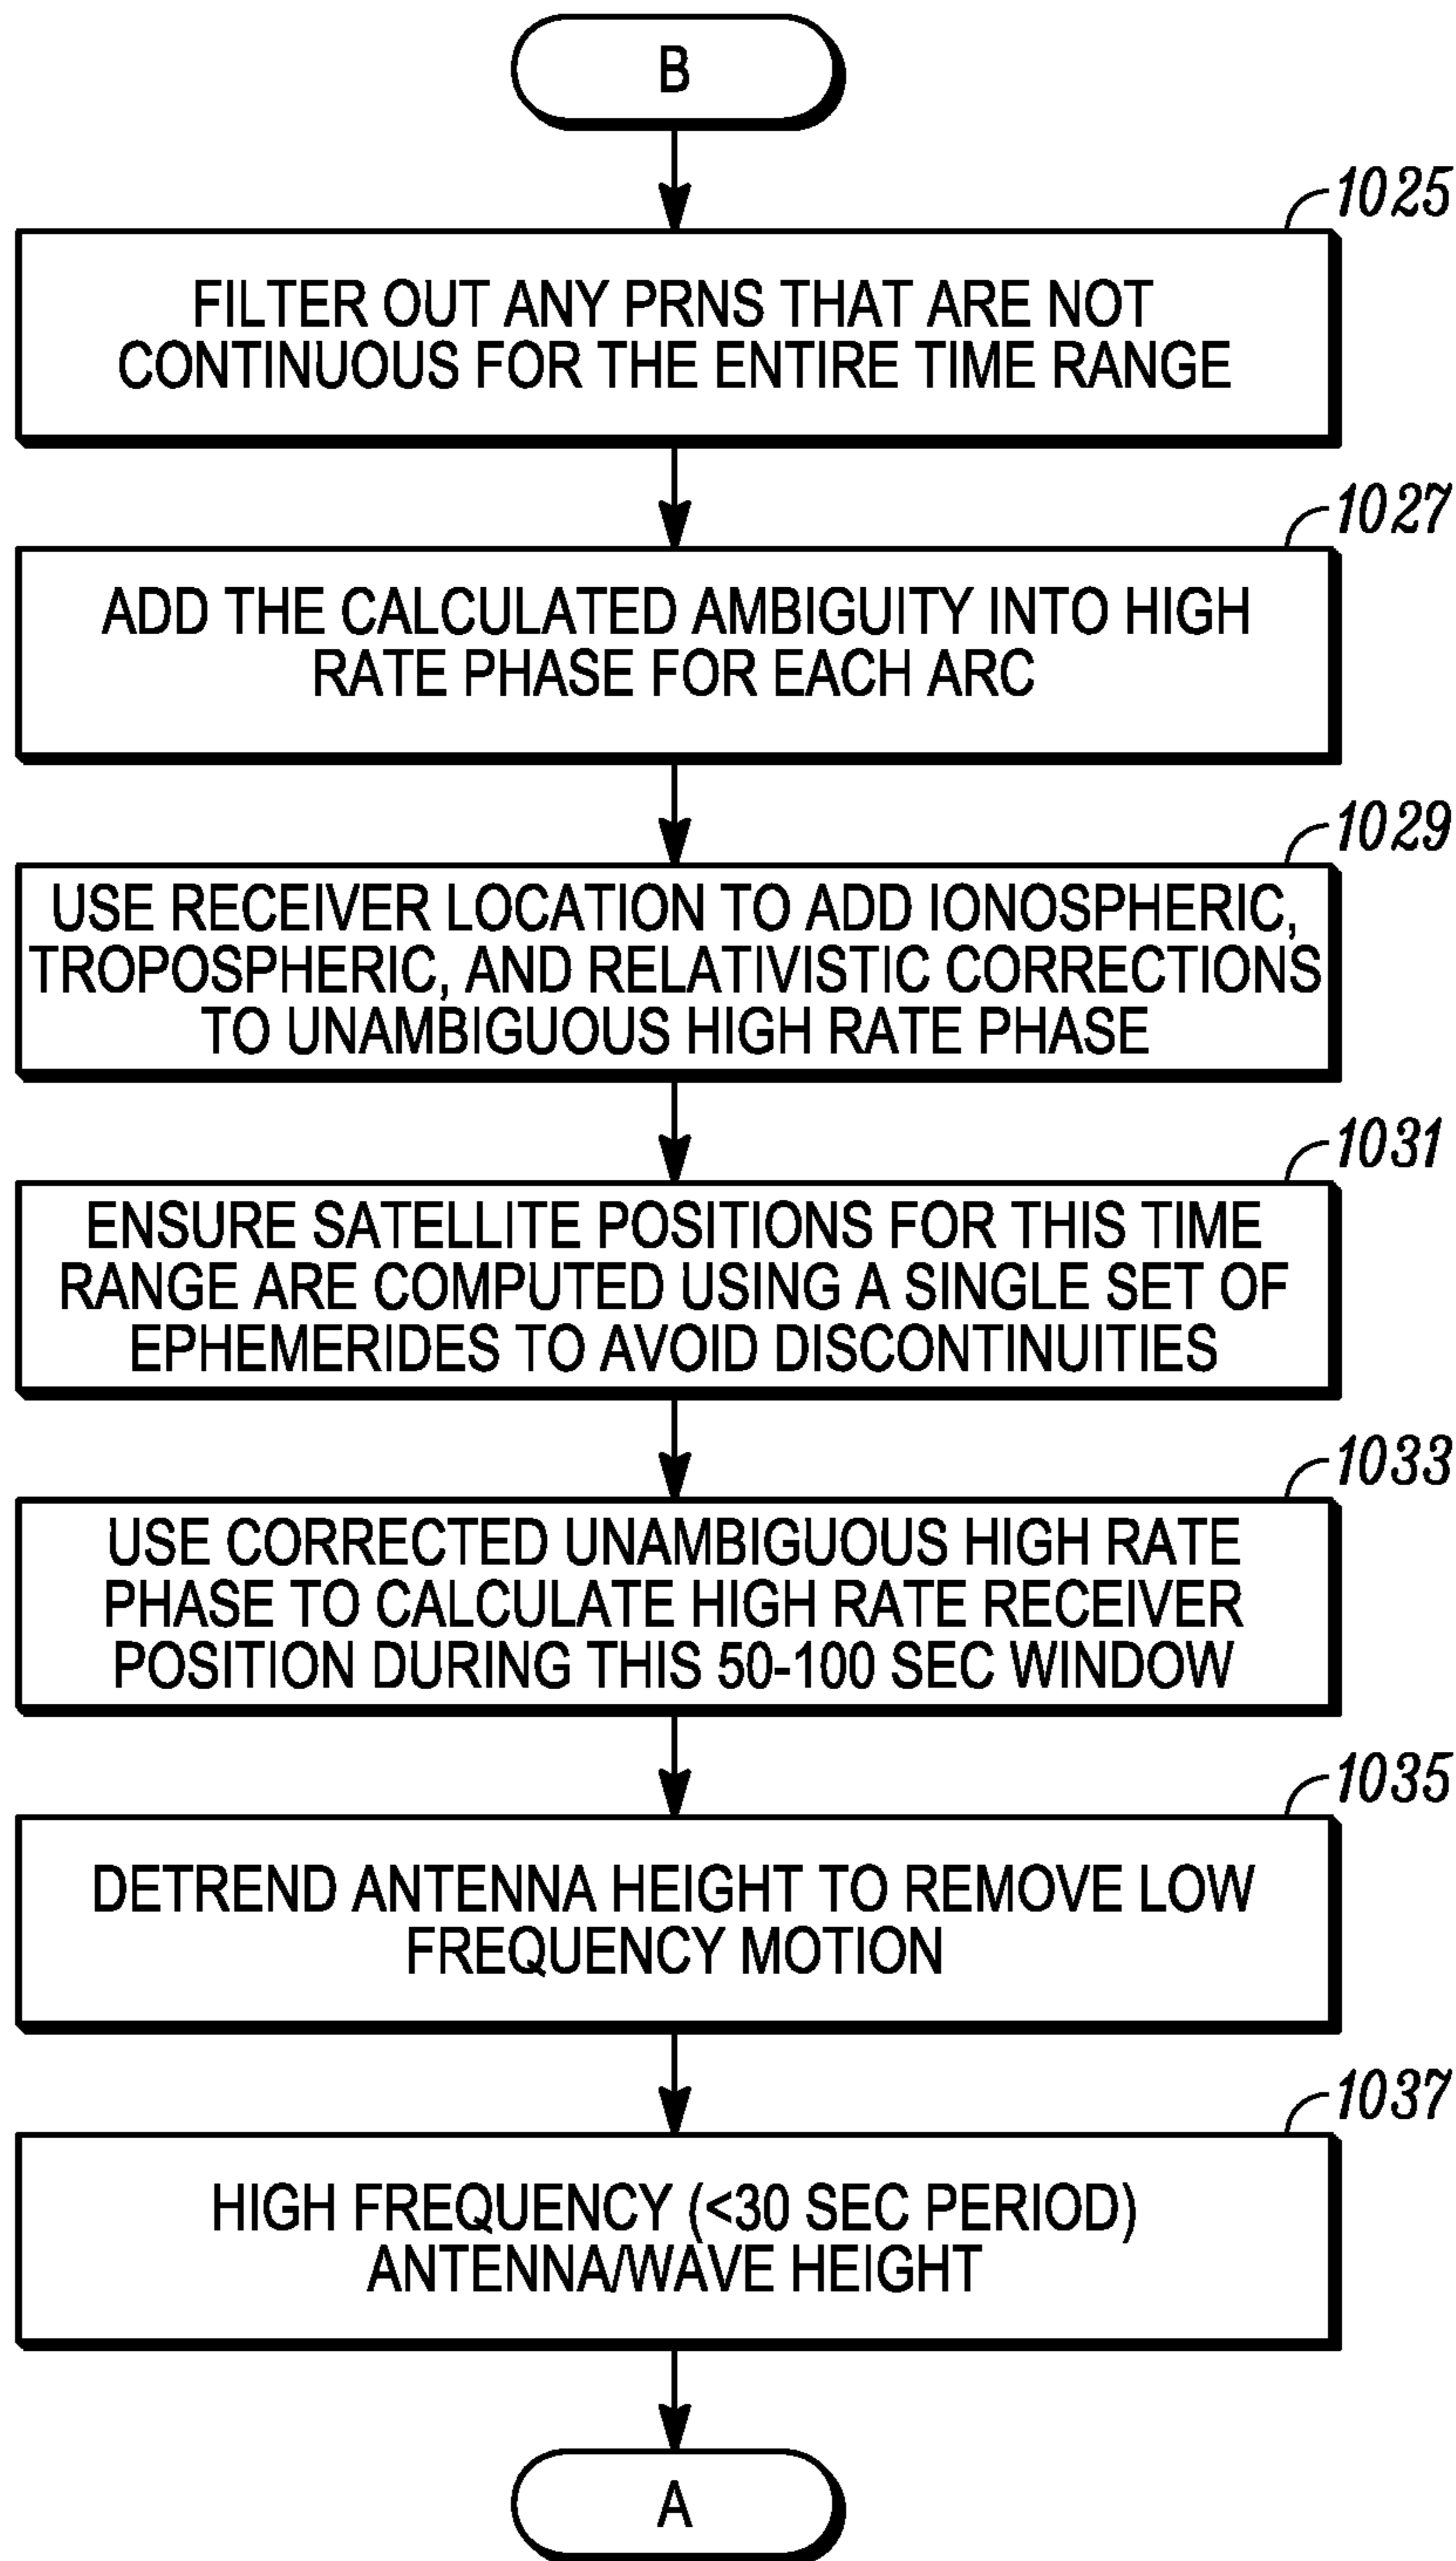 B
1025
FILTER OUT ANY PRNS THAT ARE NOT
CONTINUOUS FOR THE ENTIRE TIME RANGE
1027
ADD THE CALCULATED AMBIGUITY INTO HIGH
RATE PHASE FOR EACH ARC
1029
USE RECEIVER LOCATION TO ADD IONOSPHERIC,
TROPOSPHERIC, AND RELATIVISTIC CORRECTIONS
TO UNAMBIGUOUS HIGH RATE PHASE
1031
ENSURE SATELLITE POSITIONS FOR THIS TIME
RANGE ARE COMPUTED USING A SINGLE SET OF
EPHEMERIDES TO AVOID DISCONTINUITIES
1033
USE CORRECTED UNAMBIGUOUS HIGH RATE
PHASE TO CALCULATE HIGH RATE RECEIVER
POSITION DURING THIS 50-100 SEC WINDOW
1035
DETREND ANTENNA HEIGHT TO REMOVE LOW
FREQUENCY MOTION
1037
HIGH FREQUENCY (<30 SEC PERIOD)
ANTENNA/WAVE HEIGHT
A